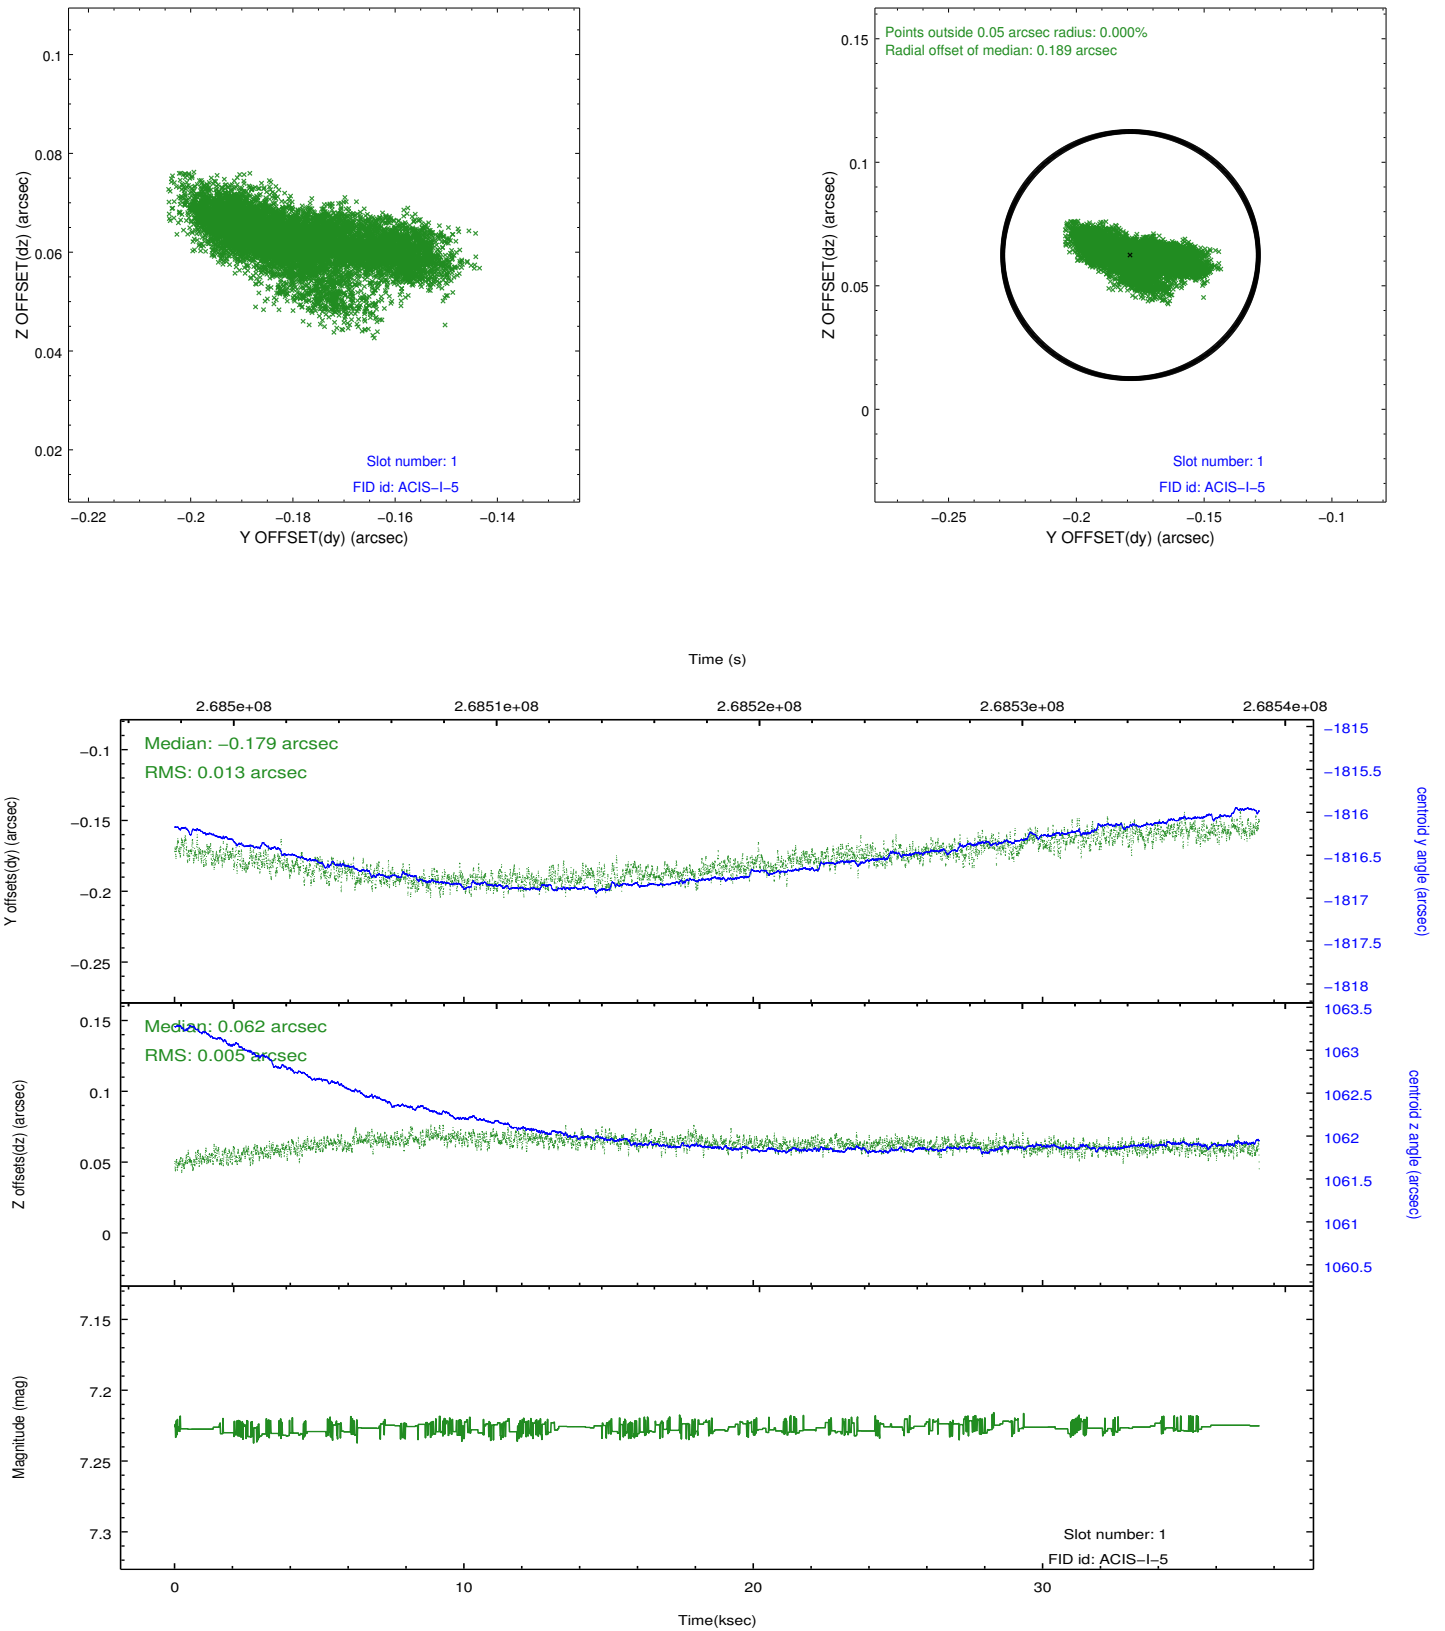 0.1
0.08
0.06
0.04
0.02
Z OFFSET(dz) (arcsec)
Slot number: 1
FID id: ACIS−I−5
−0.22 −0.2 −0.18 −0.16 −0.14
Y OFFSET(dy) (arcsec)
Points outside 0.05 arcsec radius: 0.000%
Radial offset of median: 0.189 arcsec
0.15
0.1
0.05
0
Z OFFSET(dz) (arcsec)
Slot number: 1
FID id: ACIS−I−5
−0.25 −0.2 −0.15 −0.1
Y OFFSET(dy) (arcsec)
Time (s)
2.685e+08 2.6851e+08 2.6852e+08 2.6853e+08 2.6854e+08
Median: −0.179 arcsec
RMS: 0.013 arcsec
−0.1
−0.15
−0.2
−0.25
Y offsets(dy) (arcsec)
−1815
−1815.5
−1816
−1816.5
−1817
−1817.5
−1818
centroid y angle (arcsec)
Median: 0.062 arcsec
RMS: 0.005 arcsec
0.15
0.1
0.05
0
Z offsets(dz) (arcsec)
1063.5
1063
1062.5
1062
1061.5
1061
1060.5
centroid z angle (arcsec)
7.15
7.2
7.25
7.3
Magnitude (mag)
Slot number: 1
FID id: ACIS−I−5
0 10 20 30
Time(ksec)